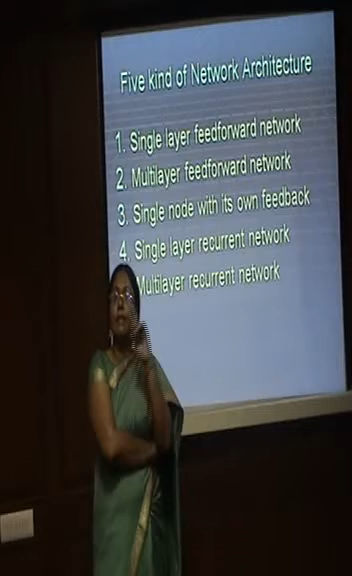 Five kind of Network Architecture
1. Single layer feedforward network
2. Multilayer feedforward network
3. Single node with its own feedback
4. Single layer recurrent network
Multilayer recurrent network